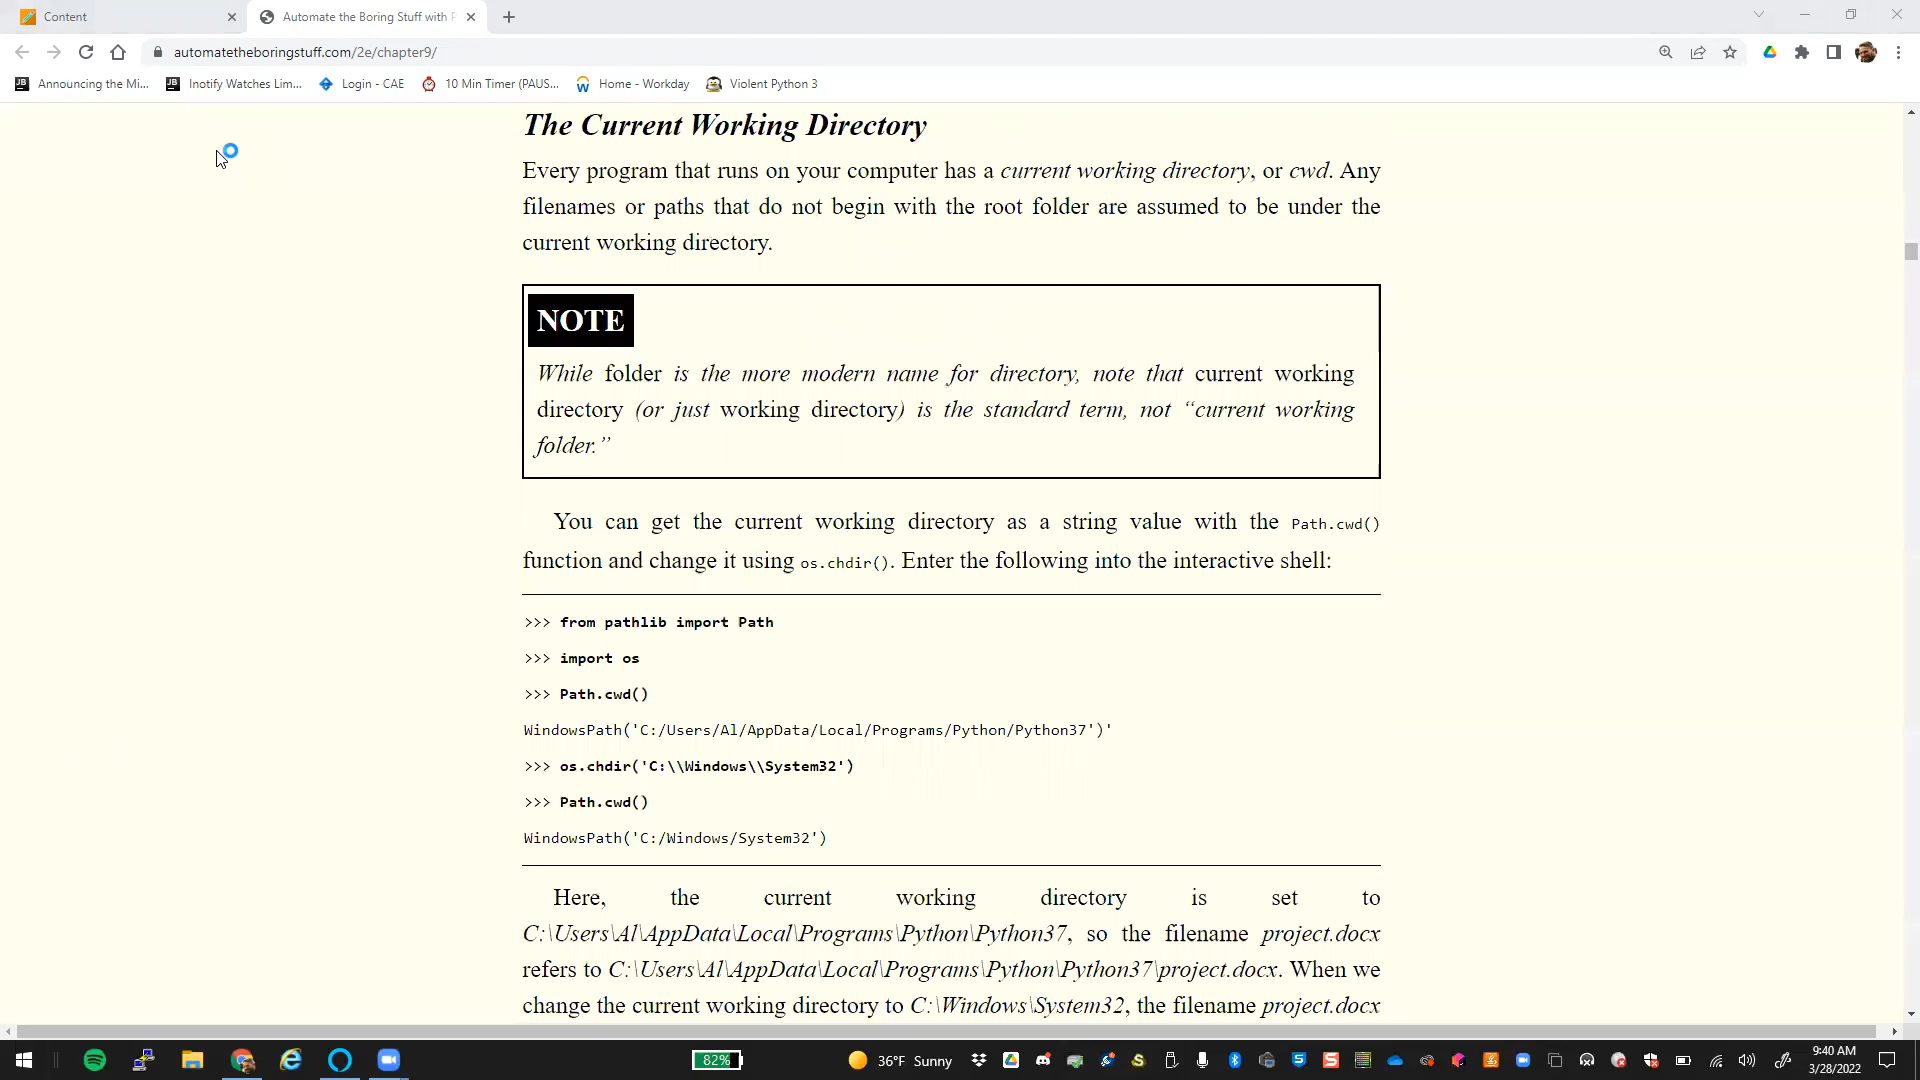 Content
Automate the Boring Stuff with P
automatetheboringstuff.com/2e/chapter9/
Announcing the Mi...
Inotify Watches Lim...
Login - CAE
10 Min Timer (PAUS...
Home - Workday
Violent Python 3
The Current Working Directory
Every program that runs on your computer has a current working directory, or cwd. Any
filenames or paths that do not begin with the root folder are assumed to be under the
current working directory.
NOTE
While folder is the more modern name for directory, note that current working
directory (or just working directory) is the standard term, not “current working
folder.”
You can get the current working directory as a string value with the Path.cwd()
function and change it using os.chdir(). Enter the following into the interactive shell:
>>> from pathlib import Path
>>> import os
>>> Path.cwd()
WindowsPath('C:/Users/Al/AppData/Local/Programs/Python/Python37')'
>>> os.chdir('C:\\Windows\\System32')
>>> Path.cwd()
WindowsPath('C:/Windows/System32')
Here, the current working directory is set to
C:\Users\Al\AppData\Local\Programs\Python\Python37, so the filename project.docx
refers to C:\Users\Al\AppData\Local\Programs\Python\Python37\project.docx. When we
change the current working directory to C:\Windows\System32, the filename project.docx
82%
36°F Sunny
9:40 AM
3/28/2022